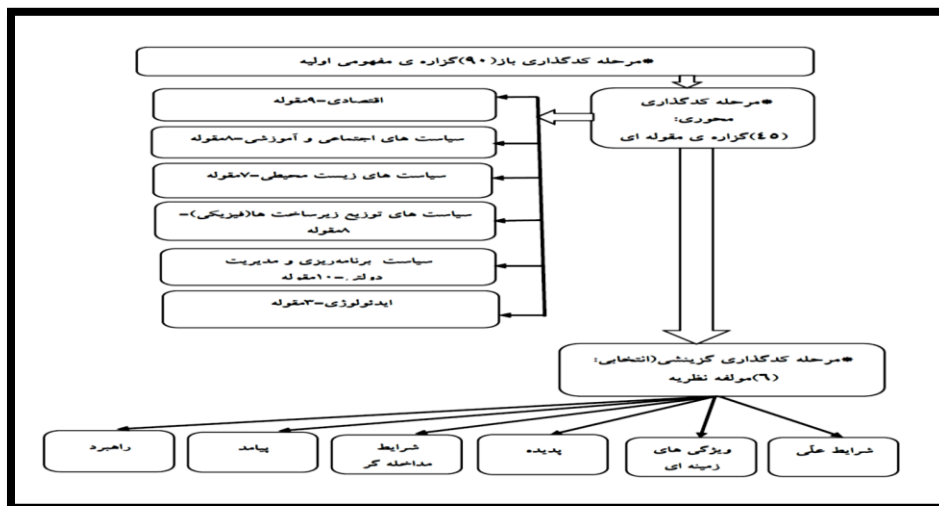 *مرحله کدگذاری باز(۹۰)گزاره ی مفهومی اولیه
*مرحله کدگذاری
محوری:
(٤٥)گزاره ی مقوله ای
اقتصادی-۹مقوله
سیاست های اجتماعی و آموزشی-۸مقوله
سیاست های زیست محیطی-۷مقوله
سیاست های توزیع زیرساخت ها(فیزیکی)-
۸مقوله
سیاست برنامه‌ریزی و مدیریت
دولتی-۱۰مقوله
ایدئولوژی-۳مقوله
*مرحله کدگذاری گزینشی(انتخابی:
(٦)مولفه نظریه
شرایط علّی
ویژگی های
زمینه ای
پدیده
شرایط
مداخله گر
پیامد
راهبرد